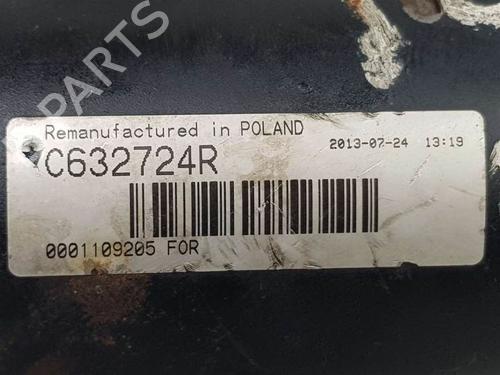 Remanufactured in POLAND
2013-07-24 13:19
C632724R
0001109205 FOR
PARTS